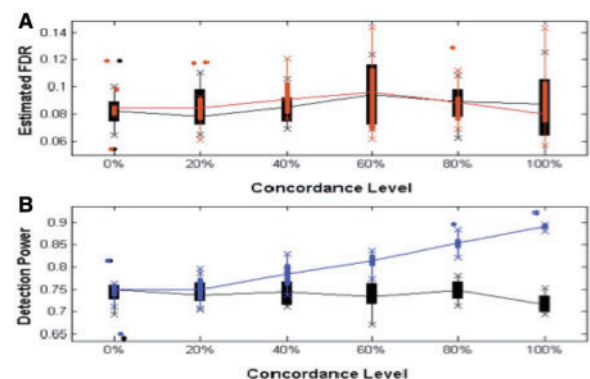 A
Estimated FDR
0.14
0.12
0.1
0.08
0.06
0% 20% 40% 60% 80% 100%
Concordance Level
B
Detection Power
0.9
0.85
0.8
0.75
0.7
0.65
0% 20% 40% 60% 80% 100%
Concordance Level